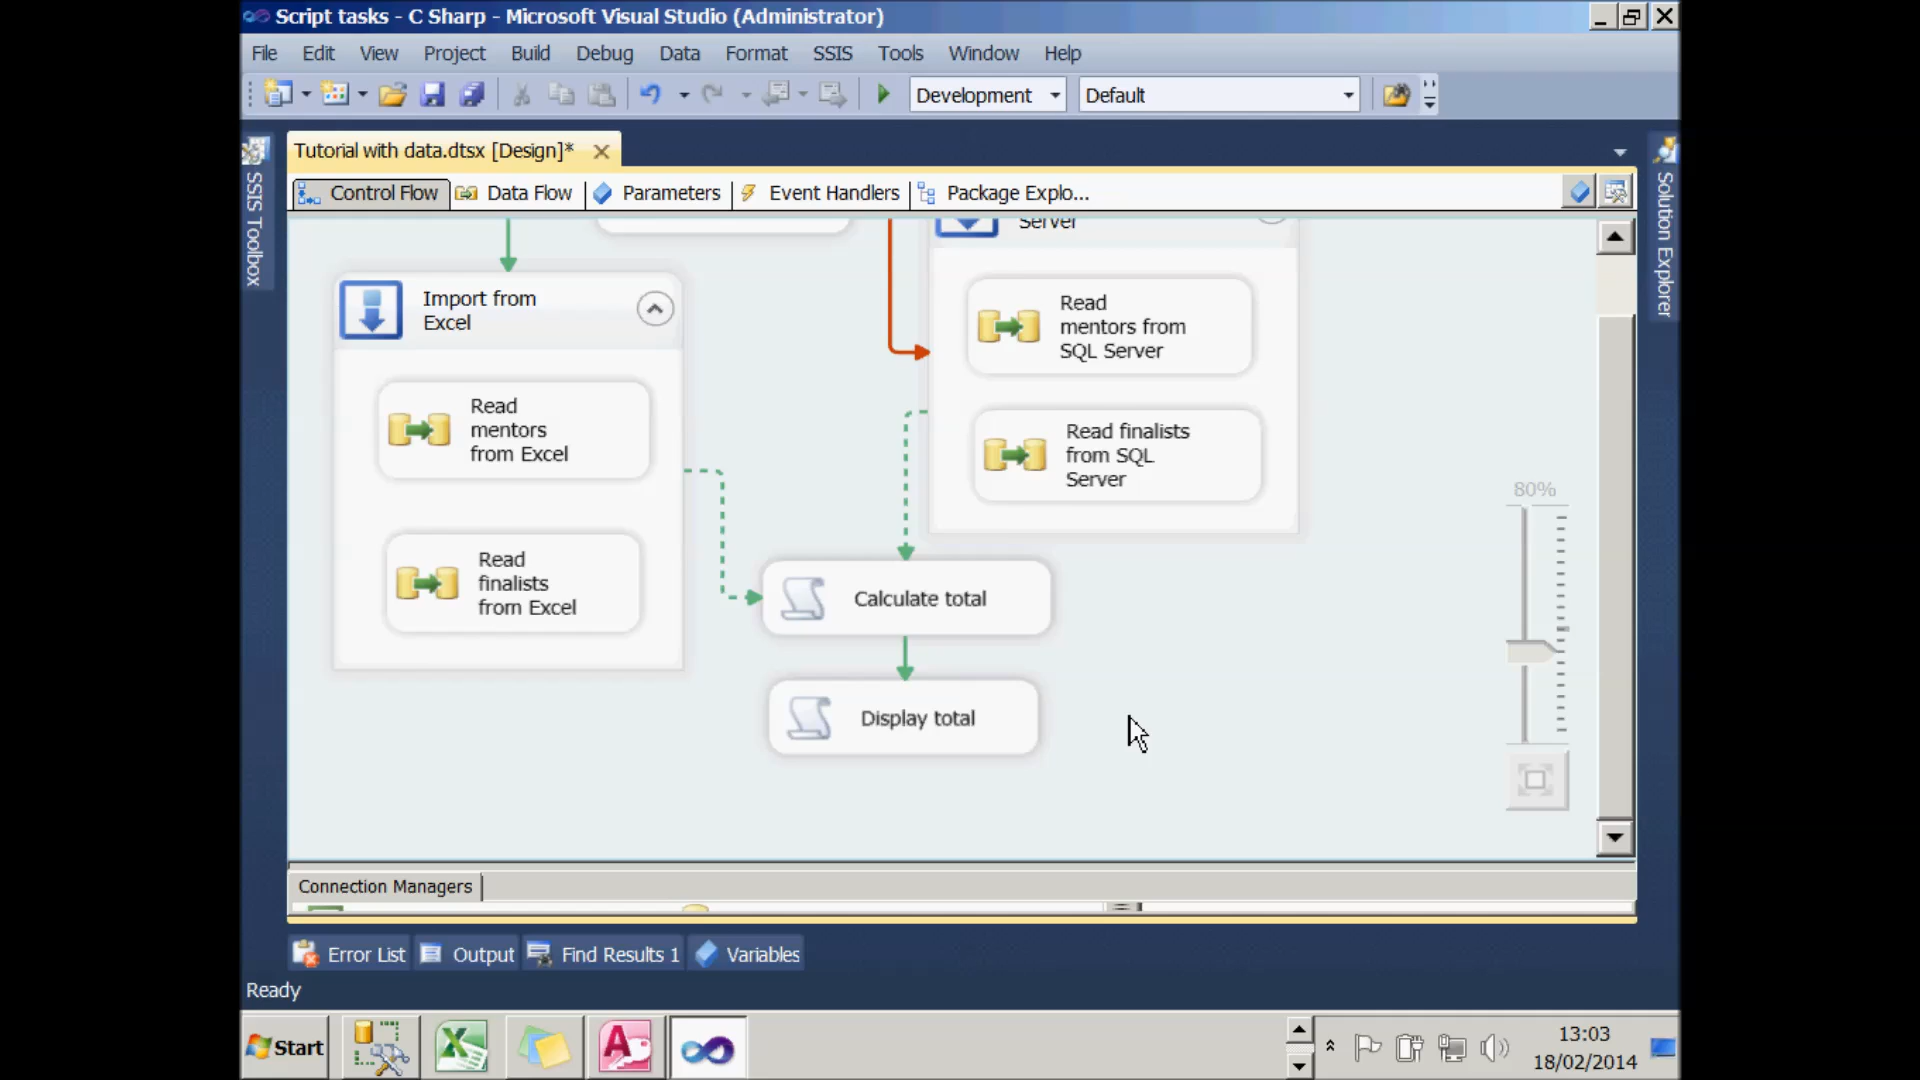 Script tasks - C Sharp - Microsoft Visual Studio (Administrator)
File Edit View Project Build Debug Data Format SSIS Tools Window Help
Development Default
Tutorial with data.dtsx [Design]*
Control Flow Data Flow Parameters Event Handlers Package Explo...
SSIS Toolbox
Solution Explorer
Server
Import from
Excel
Read
mentors from
SQL Server
Read
mentors
from Excel
Read finalists
from SQL
Server
80%
Read
finalists
from Excel
Calculate total
Display total
Connection Managers
Error List Output Find Results 1 Variables
Ready
Start
13:03
18/02/2014